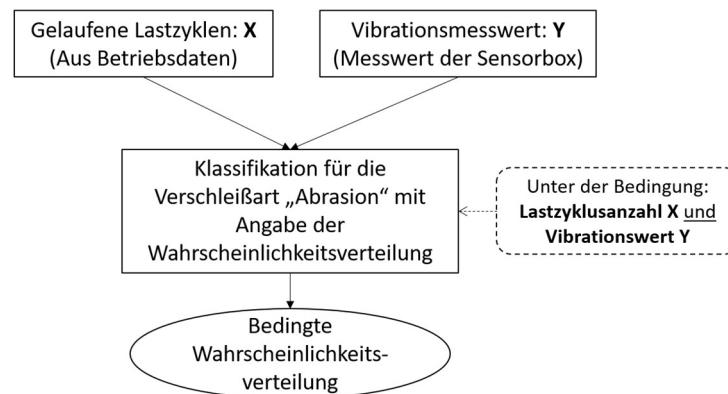 Gelaufene Lastzyklen: X
(Aus Betriebsdaten)
Vibrationsmesswert: Y
(Messwert der Sensorbox)
Klassifikation für die
Verschleißart „Abrasion“ mit
Angabe der
Wahrscheinlichkeitsverteilung
Unter der Bedingung:
Lastzyklusanzahl X und
Vibrationswert Y
Bedingte
Wahrscheinlichkeits-
verteilung